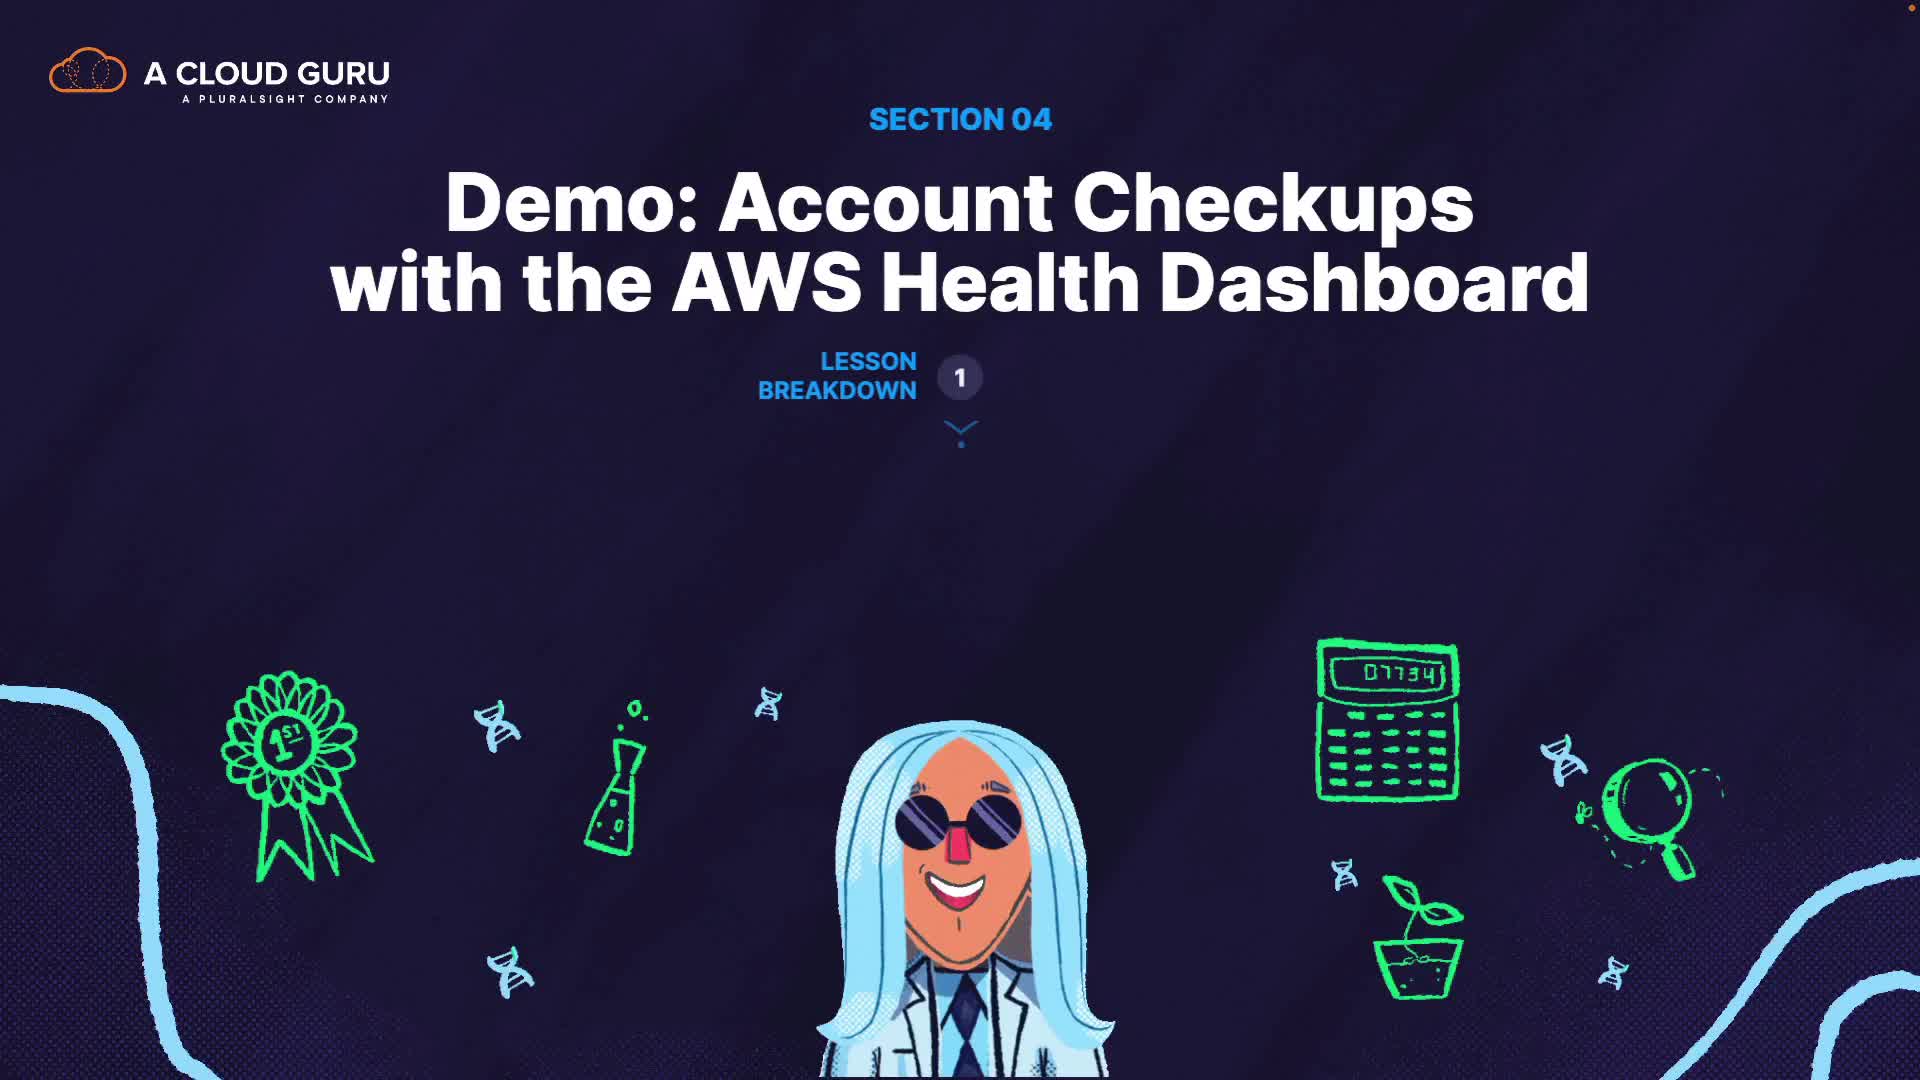 A CLOUD GURU
A PLURALSIGHT COMPANY
SECTION 04
Demo: Account Checkups
with the AWS Health Dashboard
LESSON
BREAKDOWN
1
1ST
07734